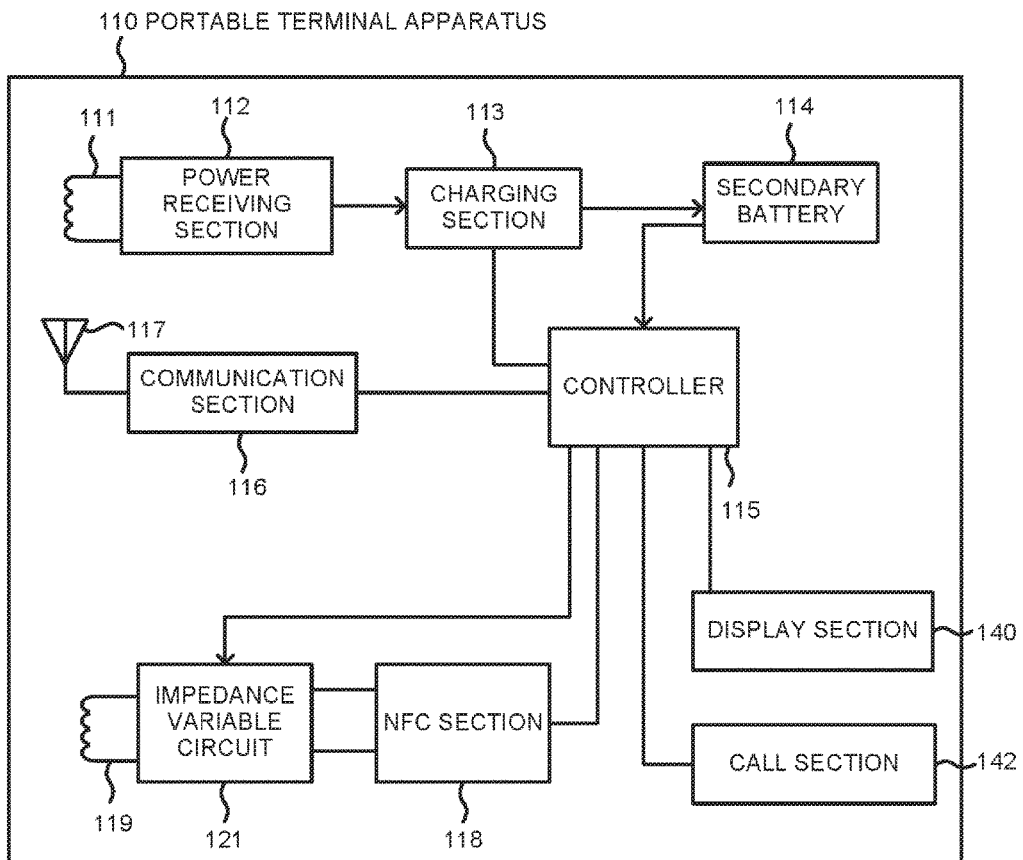 110 PORTABLE TERMINAL APPARATUS
111
112
113
114
POWER
RECEIVING
SECTION
CHARGING
SECTION
SECONDARY
BATTERY
117
COMMUNICATION
SECTION
116
CONTROLLER
115
DISPLAY SECTION
140
IMPEDANCE
VARIABLE
CIRCUIT
NFC SECTION
CALL SECTION
142
119
121
118